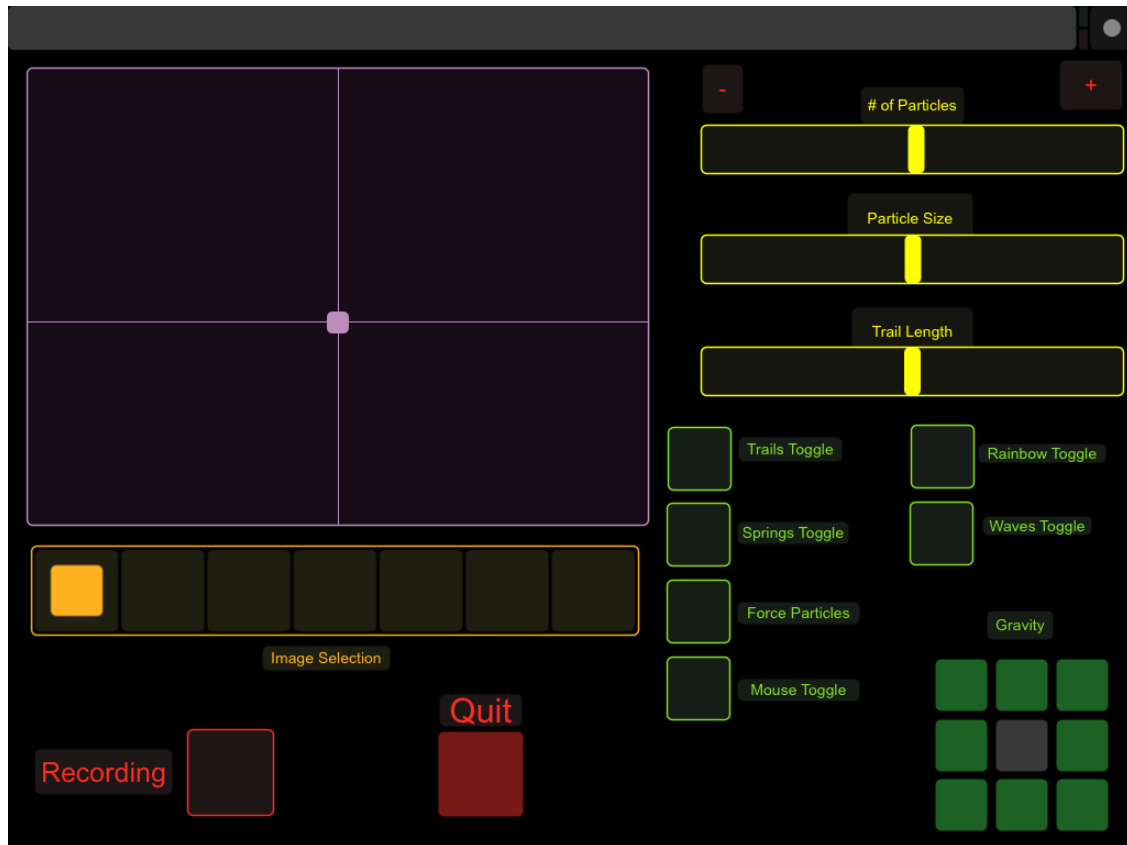 -
+
# of Particles
Particle Size
Trail Length
Trails Toggle
Rainbow Toggle
Springs Toggle
Waves Toggle
Force Particles
Gravity
Mouse Toggle
Image Selection
Quit
Recording